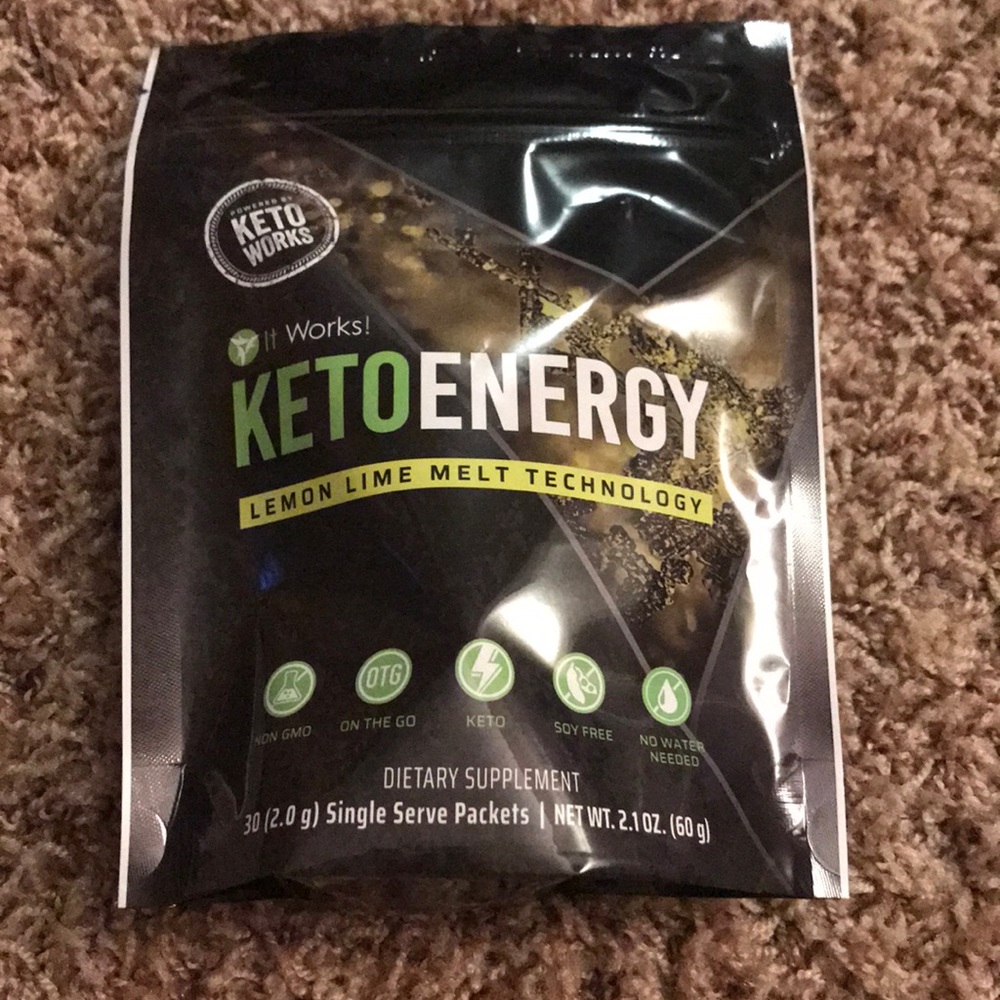 POWERED BY
KETO
WORKS
It Works!
KETOENERGY
LEMON LIME MELT TECHNOLOGY
OTG
NON GMO
ON THE GO
KETO
SOY FREE
NO WATER
NEEDED
DIETARY SUPPLEMENT
30 (2.0 g) Single Serve Packets | NET WT. 2.1 OZ. (60 g)